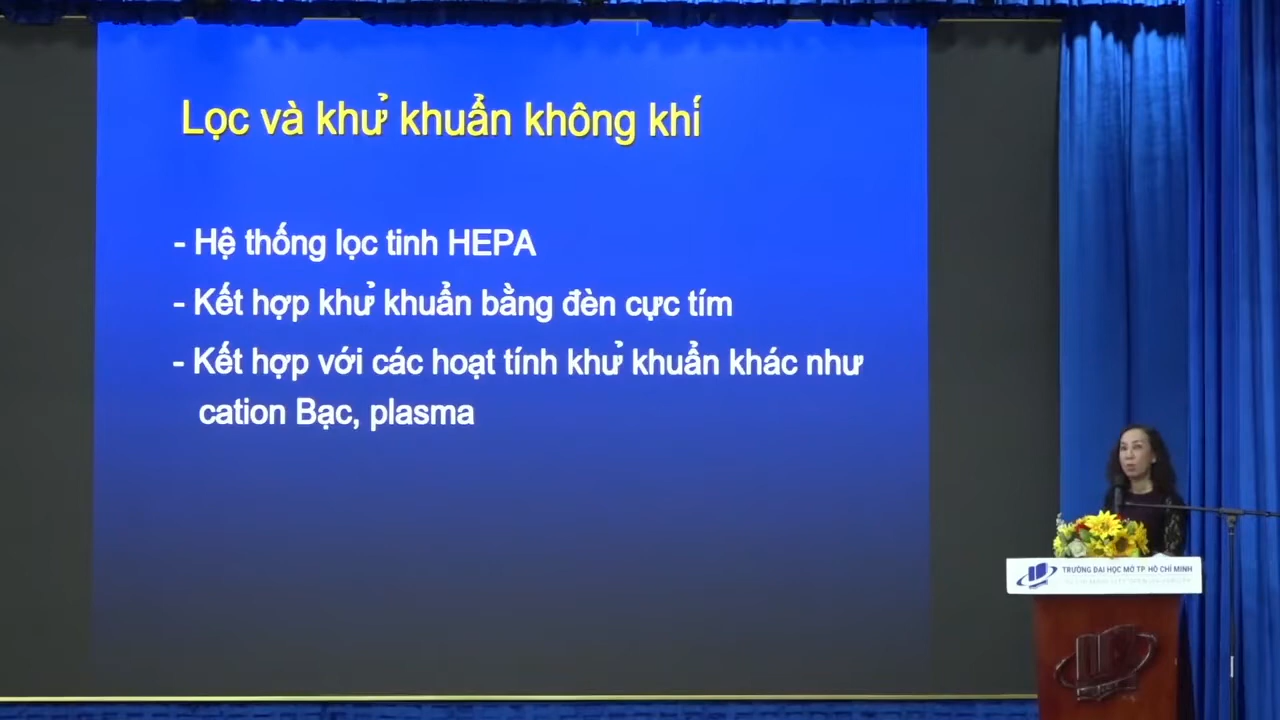 Lọc và khử khuẩn không khí
- Hệ thống lọc tinh HEPA
- Kết hợp khử khuẩn bằng đèn cực tím
- Kết hợp với các hoạt tính khử khuẩn khác như
cation Bạc, plasma
TRƯỜNG ĐẠI HỌC MỞ TP. HỒ CHÍ MINH